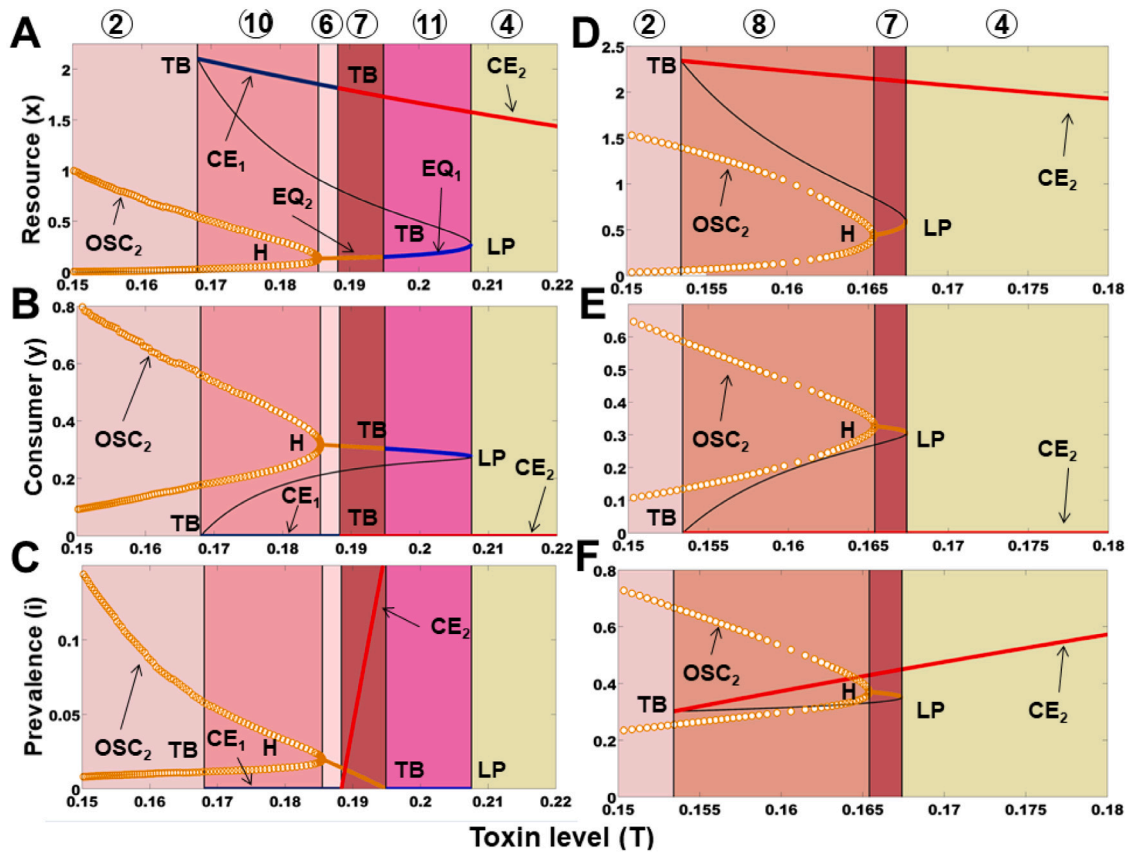 A
2 10 6 7 11 4
Resource (x)
2
1.5
1
0.5
0
TB
TB
CE2
CE1
EQ1
EQ2
OSC2
H
TB
LP
0.15 0.16 0.17 0.18 0.19 0.2 0.21 0.22
B
Consumer (y)
0.8
0.6
0.4
0.2
0
OSC2
H
TB
LP
CE2
CE1
TB
TB
0.15 0.16 0.17 0.18 0.19 0.2 0.21 0.22
C
Prevalence (i)
0.1
0.05
0
CE2
OSC2
TB
CE1
H
TB
LP
0.15 0.16 0.17 0.18 0.19 0.2 0.21 0.22
D
2 8 7 4
2.5
2
1.5
1
0.5
0
TB
OSC2
CE2
H
LP
0.15 0.155 0.16 0.165 0.17 0.175 0.18
E
0.8
0.6
0.4
0.3
0.2
0
OSC2
H
LP
CE2
TB
0.15 0.155 0.16 0.165 0.17 0.175 0.18
F
0.8
0.6
0.4
0.2
0
OSC2
TB
H
LP
CE2
0.15 0.155 0.16 0.165 0.17 0.175 0.18
Toxin level (T)